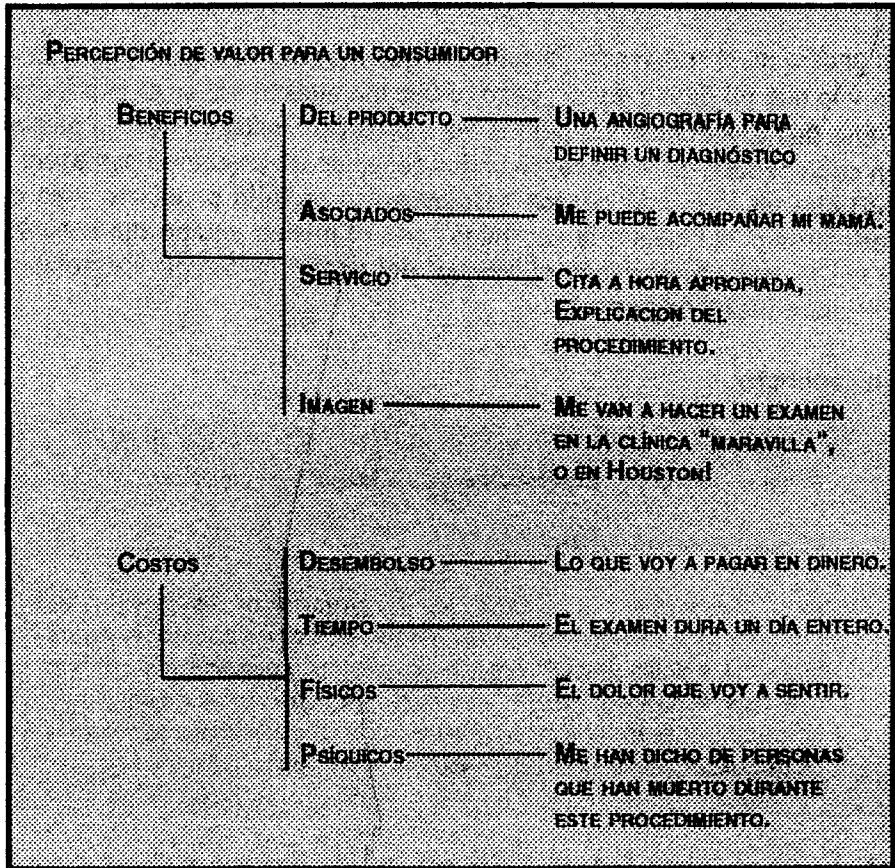 PERCEPCIÓN DE VALOR PARA UN CONSUMIDOR
BENEFICIOS
DEL PRODUCTO
UNA ANGIOGRAFÍA PARA
DEFINIR UN DIAGNÓSTICO
ASOCIADOS
ME PUEDE ACOMPAÑAR MI MAMÁ.
SERVICIO
CITA A HORA APROPIADA,
EXPLICACION DEL
PROCEDIMIENTO.
IMAGEN
ME VAN A HACER UN EXAMEN
EN LA CLÍNICA "MARAVILLA",
O EN HOUSTON!
COSTOS
DESEMBOLSO
LO QUE VOY A PAGAR EN DINERO.
TIEMPO
EL EXAMEN DURA UN DÍA ENTERO.
FÍSICOS
EL DOLOR QUE VOY A SENTIR.
PSÍQUICOS
ME HAN DICHO DE PERSONAS
QUE HAN MUERTO DURANTE
ESTE PROCEDIMIENTO.